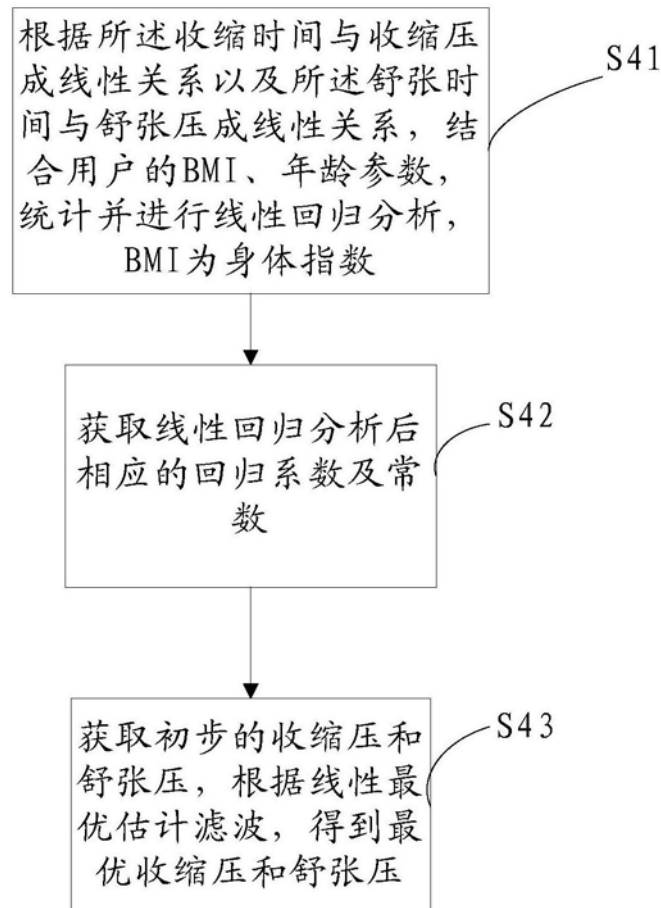 根据所述收缩时间与收缩压
成线性关系以及所述舒张时
间与舒张压成线性关系，结
合用户的BMI、年龄参数，
统计并进行线性回归分析，
BMI为身体指数
S41
获取线性回归分析后
相应的回归系数及常
数
S42
获取初步的收缩压和
舒张压，根据线性最
优估计滤波，得到最
优收缩压和舒张压
S43